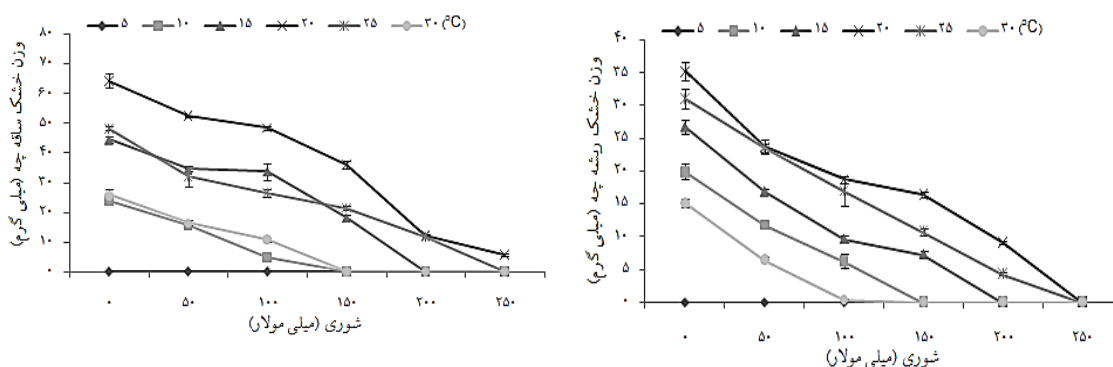 ۵ ۱۰ ۱۵ ۲۰ ۲۵ ۳۰ (°C)
وزن خشک ساقه چه (میلی گرم)
۸۰
۷۰
۶۰
۵۰
۴۰
۳۰
۲۰
۱۰
۰
۰ ۵۰ ۱۰۰ ۱۵۰ ۲۰۰ ۲۵۰
شوری (میلی مولار)
۵ ۱۰ ۱۵ ۲۰ ۲۵ ۳۰ (°C)
وزن خشک ریشه چه (میلی گرم)
۴۰
۳۵
۳۰
۲۵
۲۰
۱۵
۱۰
۵
۰
۰ ۵۰ ۱۰۰ ۱۵۰ ۲۰۰ ۲۵۰
شوری (میلی مولار)